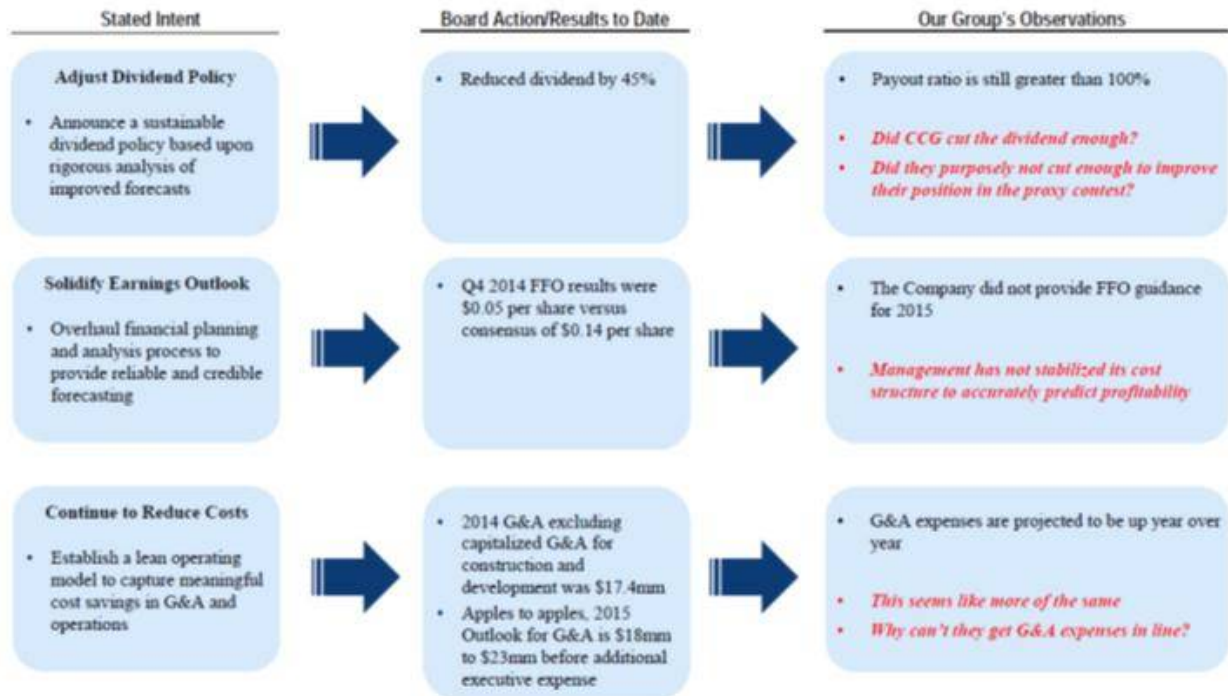 Stated Intent
Board Action/Results to Date
Our Group's Observations
Adjust Dividend Policy
• Announce a sustainable
dividend policy based upon
rigorous analysis of
improved forecasts
• Reduced dividend by 45%
• Payout ratio is still greater than 100%
• Did CCG cut the dividend enough?
• Did they purposely not cut enough to improve
their position in the proxy contest?
Solidify Earnings Outlook
• Overhaul financial planning
and analysis process to
provide reliable and credible
forecasting
• Q4 2014 FFO results were
$0.05 per share versus
consensus of $0.14 per share
• The Company did not provide FFO guidance
for 2015
• Management has not stabilized its cost
structure to accurately predict profitability
Continue to Reduce Costs
• Establish a lean operating
model to capture meaningful
cost savings in G&A and
operations
• 2014 G&A excluding
capitalized G&A for
construction and
development was $17.4mm
• Apples to apples, 2015
Outlook for G&A is $18mm
to $23mm before additional
executive expense
• G&A expenses are projected to be up year over
year
• This seems like more of the same
• Why can't they get G&A expenses in line?